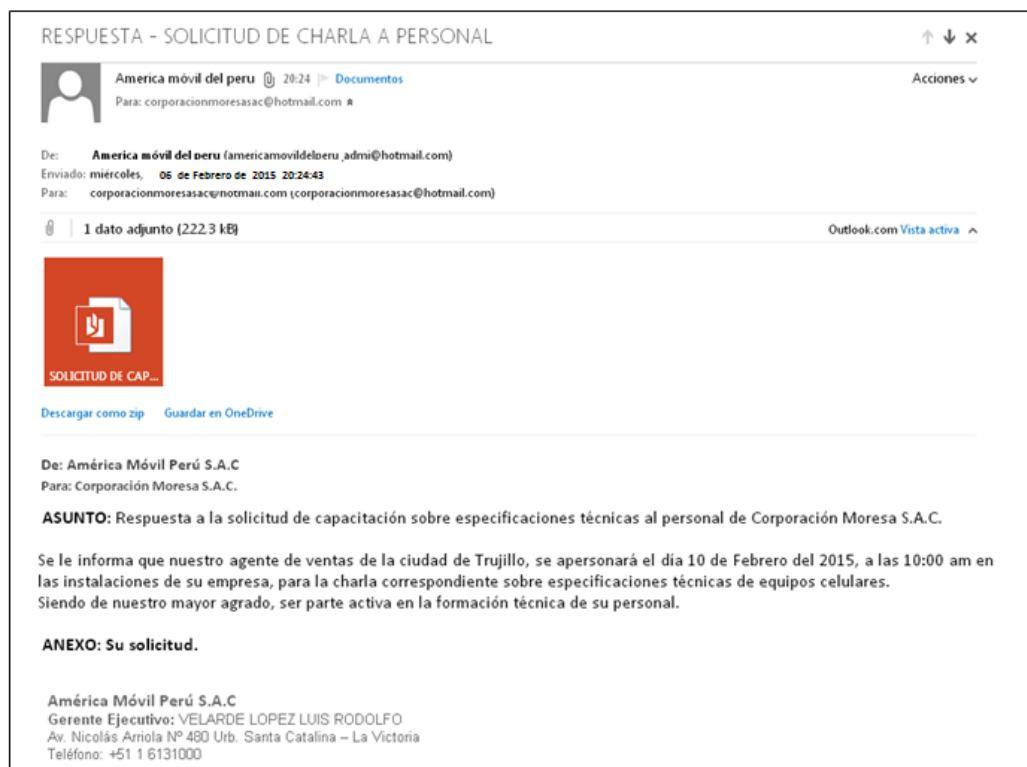 RESPUESTA - SOLICITUD DE CHARLA A PERSONAL
America móvil del peru 20:24 Documentos
Acciones
Para: corporacionmoresasac@hotmail.com
De: America móvil del peru (americamovildelperu_admi@hotmail.com)
Enviado: miércoles, 06 de Febrero de 2015 20:24:43
Para: corporacionmoresasac@hotmail.com (corporacionmoresasac@hotmail.com)
1 dato adjunto (222.3 kB)
Outlook.com Vista activa
SOLICITUD DE CAP...
Descargar como zip Guardar en OneDrive
De: América Móvil Perú S.A.C
Para: Corporación Moresa S.A.C.
ASUNTO: Respuesta a la solicitud de capacitación sobre especificaciones técnicas al personal de Corporación Moresa S.A.C.
Se le informa que nuestro agente de ventas de la ciudad de Trujillo, se apersonará el día 10 de Febrero del 2015, a las 10:00 am en
las instalaciones de su empresa, para la charla correspondiente sobre especificaciones técnicas de equipos celulares.
Siendo de nuestro mayor agrado, ser parte activa en la formación técnica de su personal.
ANEXO: Su solicitud.
América Móvil Perú S.A.C
Gerente Ejecutivo: VELARDE LOPEZ LUIS RODOLFO
Av. Nicolás Arriola Nº 480 Urb. Santa Catalina – La Victoria
Teléfono: +51 1 6131000